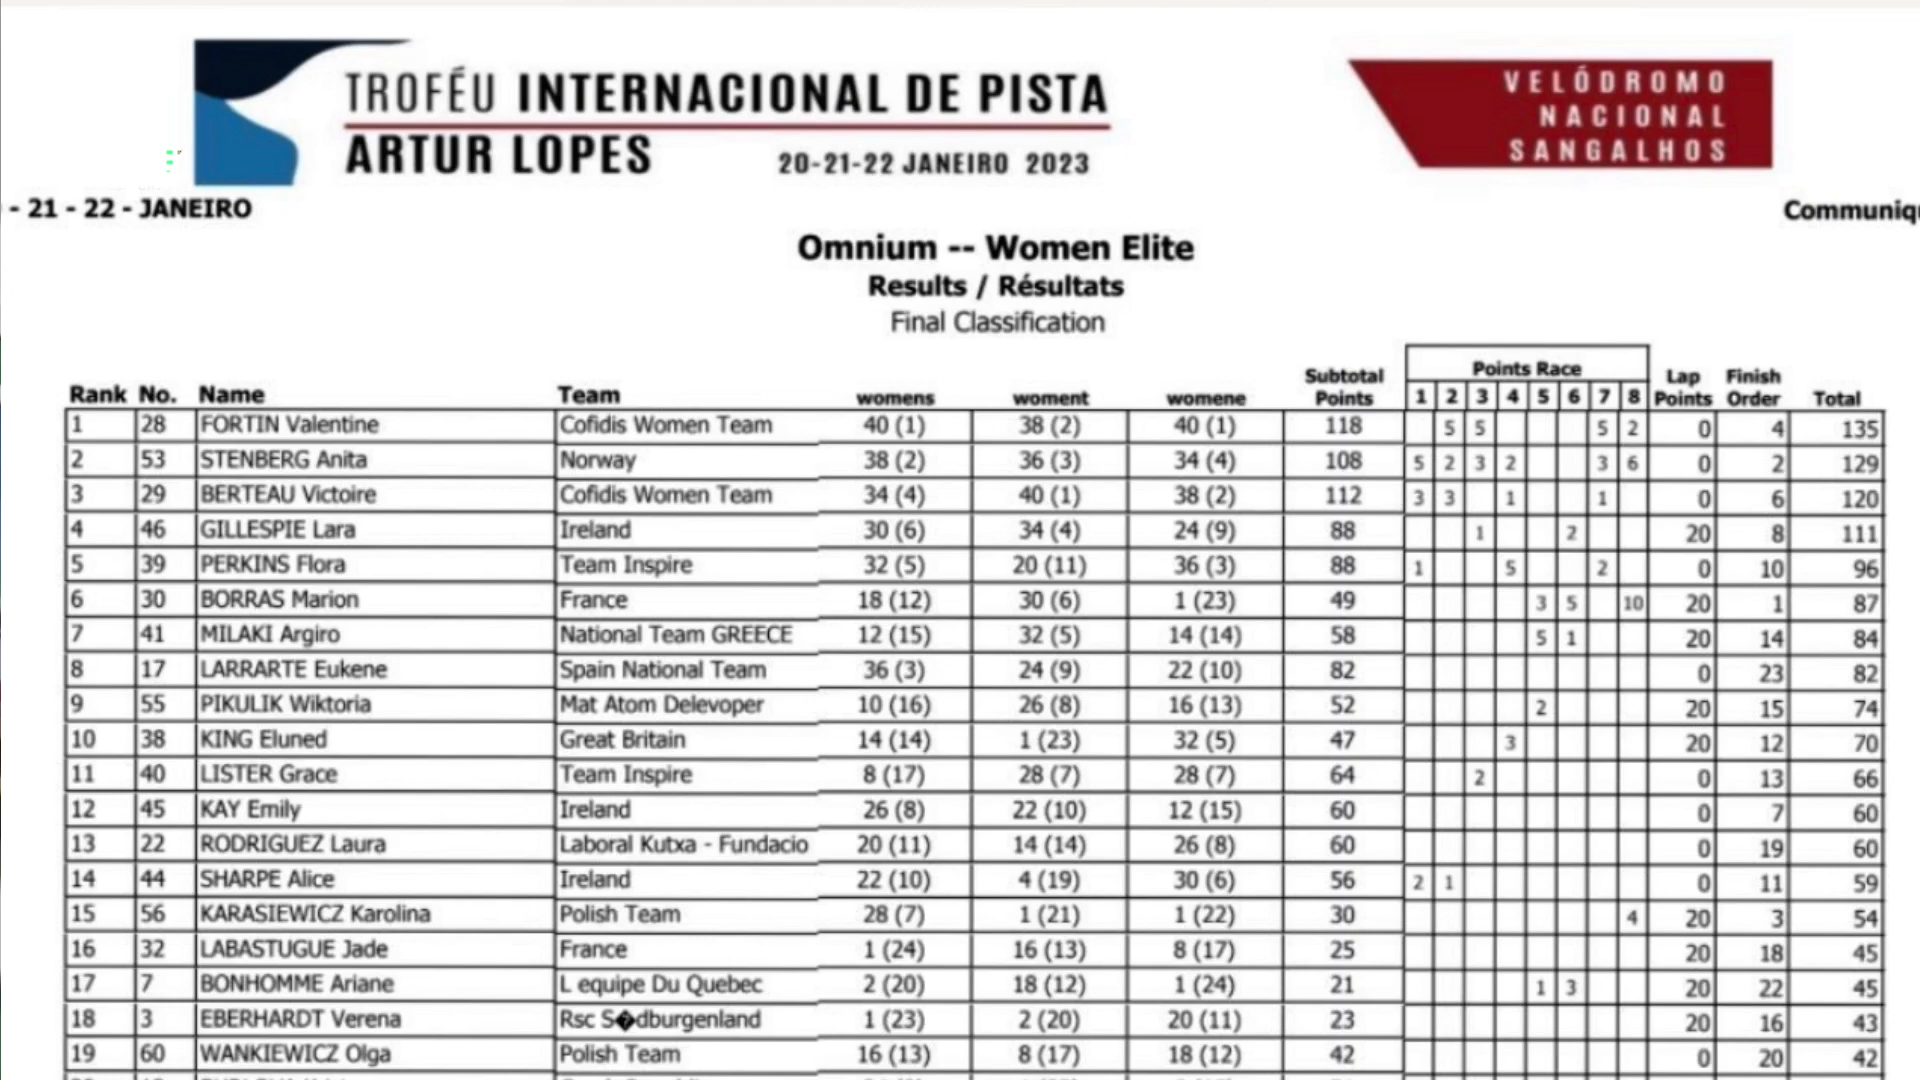 TROFÉU INTERNACIONAL DE PISTA
ARTUR LOPES 20-21-22 JANEIRO 2023
VELÓDROMO
NACIONAL
SANGALHOS
- 21 - 22 - JANEIRO
Omnium -- Women Elite
Results / Résultats
Final Classification
Rank No. Name Team womens woment womene Subtotal Points Points Race 1 2 3 4 5 6 7 8 Lap Points Finish Order Total
1 28 FORTIN Valentine Cofidis Women Team 40 (1) 38 (2) 40 (1) 118 5 5 5 2 0 4 135
2 53 STENBERG Anita Norway 38 (2) 36 (3) 34 (4) 108 5 2 3 2 3 6 0 2 129
3 29 BERTEAU Victoire Cofidis Women Team 34 (4) 40 (1) 38 (2) 112 3 3 1 1 0 6 120
4 46 GILLESPIE Lara Ireland 30 (6) 34 (4) 24 (9) 88 1 2 20 8 111
5 39 PERKINS Flora Team Inspire 32 (5) 20 (11) 36 (3) 88 1 5 2 0 10 96
6 30 BORRAS Marion France 18 (12) 30 (6) 1 (23) 49 3 5 10 20 1 87
7 41 MILAKI Argiro National Team GREECE 12 (15) 32 (5) 14 (14) 58 5 1 20 14 84
8 17 LARRARTE Eukene Spain National Team 36 (3) 24 (9) 22 (10) 82 0 23 82
9 55 PIKULIK Wiktoria Mat Atom Delevoper 10 (16) 26 (8) 16 (13) 52 2 20 15 74
10 38 KING Eluned Great Britain 14 (14) 1 (23) 32 (5) 47 3 20 12 70
11 40 LISTER Grace Team Inspire 8 (17) 28 (7) 28 (7) 64 2 0 13 66
12 45 KAY Emily Ireland 26 (8) 22 (10) 12 (15) 60 0 7 60
13 22 RODRIGUEZ Laura Laboral Kutxa - Fundacio 20 (11) 14 (14) 26 (8) 60 0 19 60
14 44 SHARPE Alice Ireland 22 (10) 4 (19) 30 (6) 56 2 1 0 11 59
15 56 KARASIEWICZ Karolina Polish Team 28 (7) 1 (21) 1 (22) 30 4 20 3 54
16 32 LABASTUGUE Jade France 1 (24) 16 (13) 8 (17) 25 20 18 45
17 7 BONHOMME Ariane L equipe Du Quebec 2 (20) 18 (12) 1 (24) 21 1 3 20 22 45
18 3 EBERHARDT Verena Rsc S�dburgenland 1 (23) 2 (20) 20 (11) 23 20 16 43
19 60 WANKIEWICZ Olga Polish Team 16 (13) 8 (17) 18 (12) 42 0 20 42